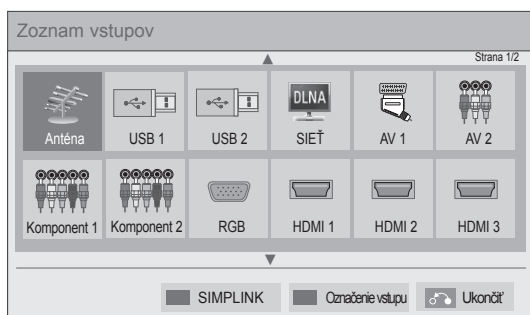 Zoznam vstupov
Strana 1/2
DLNA
Anténa USB 1 USB 2 SIEŤ AV 1 AV 2
Komponent 1 Komponent 2 RGB HDMI 1 HDMI 2 HDMI 3
SIMPLINK Označenie vstupu Ukončiť